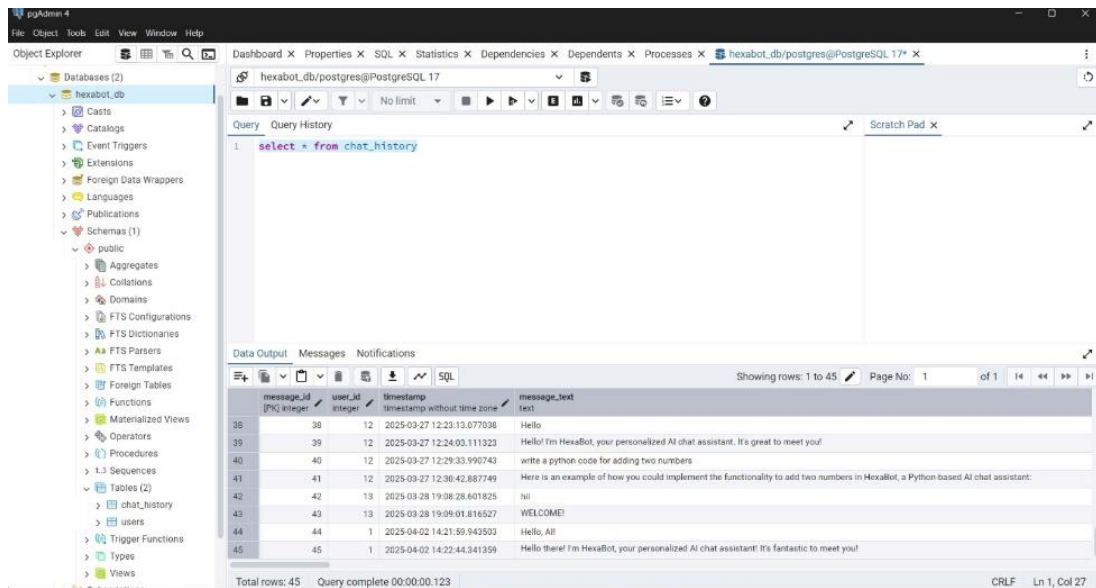 pgAdmin 4
File Object Tools Edit View Window Help
Object Explorer
Dashboard X Properties X SQL X Statistics X Dependencies X Dependents X Processes X hexabot_db/postgres@PostgreSQL 17* X
Databases (2)
hexabot_db
Casts
Catalogs
Event Triggers
Extensions
Foreign Data Wrappers
Languages
Publications
Schemas (1)
public
Aggregates
Collations
Domains
FTS Configurations
FTS Dictionaries
FTS Parsers
FTS Templates
Foreign Tables
Functions
Materialized Views
Operators
Procedures
1..3 Sequences
Tables (2)
chat_history
users
Trigger Functions
Types
Views
hexabot_db/postgres@PostgreSQL 17
No limit
Query Query History
Scratch Pad X
1 select * from chat_history
Data Output Messages Notifications
SQL
Showing rows: 1 to 45
Page No: 1 of 1
message_id [PK] integer user_id integer timestamp timestamp without time zone message_text text
38 38 12 2025-03-27 12:23:13.077038 Hello
39 39 12 2025-03-27 12:24:03.111323 Hello! I'm HexaBot, your personalized AI chat assistant. It's great to meet you!
40 40 12 2025-03-27 12:29:33.990743 write a python code for adding two numbers
41 41 12 2025-03-27 12:30:42.887749 Here is an example of how you could implement the functionality to add two numbers in HexaBot, a Python-based AI chat assistant:
42 42 13 2025-03-28 19:08:28.601825 hii
43 43 13 2025-03-28 19:09:01.816527 WELCOME!
44 44 1 2025-04-02 14:21:59.943503 Hello, AI!
45 45 1 2025-04-02 14:22:44.341359 Hello there! I'm HexaBot, your personalized AI chat assistant! It's fantastic to meet you!
Total rows: 45 Query complete 00:00:00.123
CRLF Ln 1, Col 27